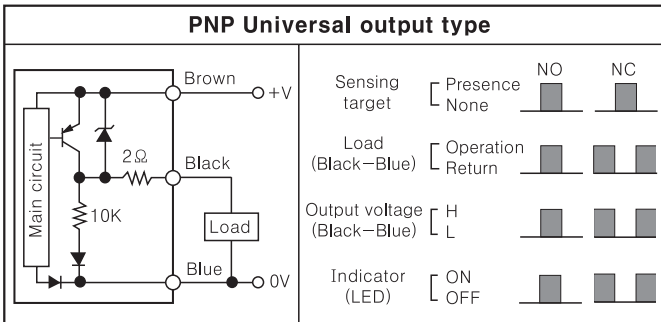 PNP Universal output type
Main circuit
Brown
+V
2Ω
Black
10K
Load
Blue
0V
NO
NC
Sensing target
Presence
None
Load (Black−Blue)
Operation
Return
Output voltage (Black−Blue)
H
L
Indicator (LED)
ON
OFF